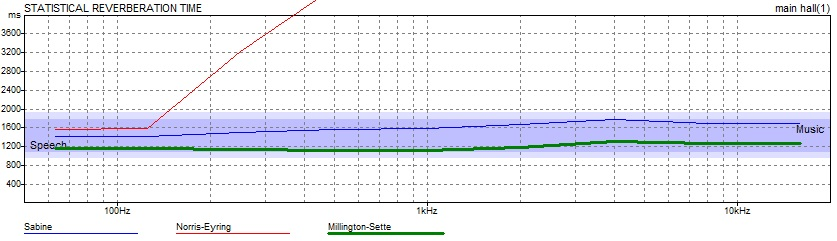 STATISTICAL REVERBERATION TIME main hall(1)
ms
3600
3200
2800
2400
2000
1600 Music
Speech
1200
800
400
100Hz 1kHz 10kHz
Sabine Norris-Eyring Millington-Sette